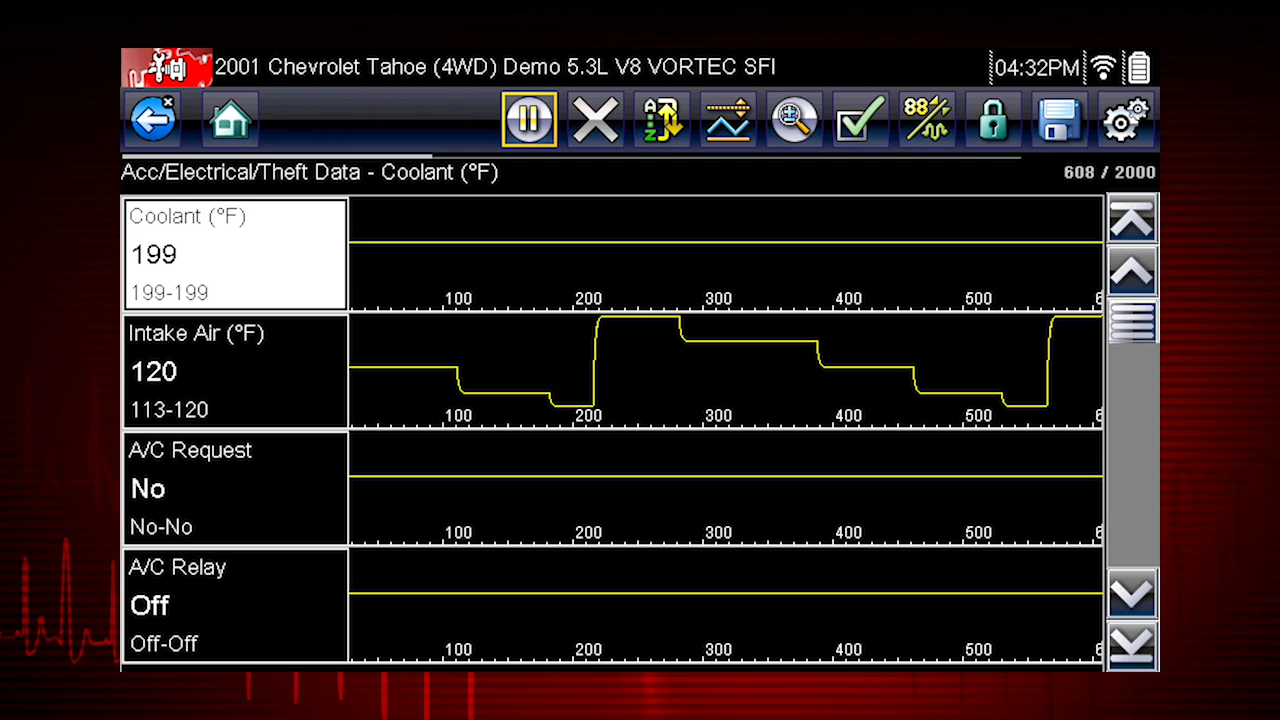 2001 Chevrolet Tahoe (4WD) Demo 5.3L V8 VORTEC SFI
04:32PM
A
Z
88
Acc/Electrical/Theft Data - Coolant (°F)
608 / 2000
Coolant (°F)
199
199-199
100 200 300 400 500
Intake Air (°F)
120
113-120
100 200 300 400 500
A/C Request
No
No-No
100 200 300 400 500
A/C Relay
Off
Off-Off
100 200 300 400 500